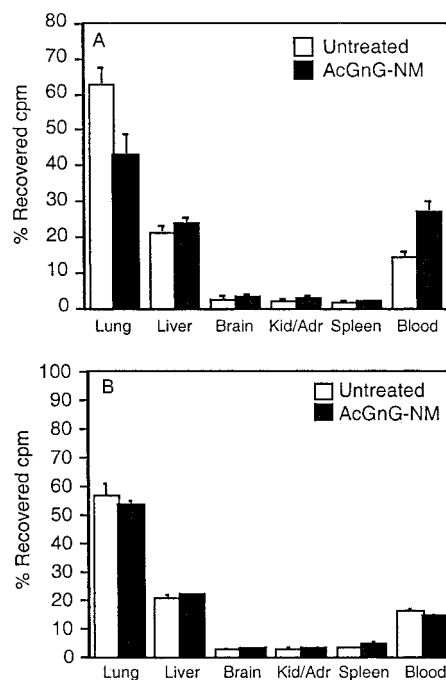 A
Untreated
AcGnG-NM
80
70
60
50
40
30
20
10
0
% Recovered cpm
Lung Liver Brain Kid/Adr Spleen Blood
B
Untreated
AcGnG-NM
100
90
80
70
60
50
40
30
20
10
0
% Recovered cpm
Lung Liver Brain Kid/Adr Spleen Blood